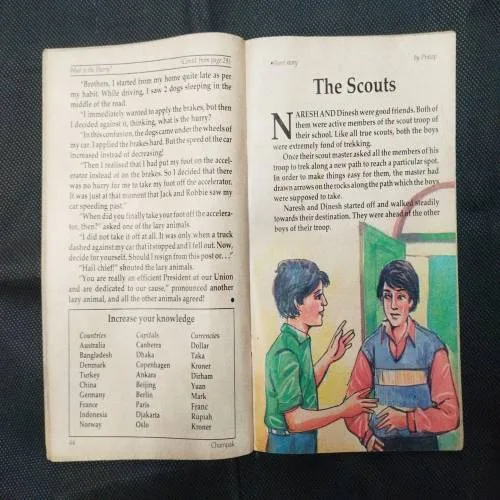 What is the Hurry?
(Contd. from page 28)
"Brothers, I started from my home quite late as per
my habit. While driving, I saw 2 dogs sleeping in the
middle of the road.
"I immediately wanted to apply the brakes, but then
I decided against it, thinking, what is the hurry?
"In this confusion, the dogs came under the wheels of
my car. I applied the brakes hard. But the speed of the car
increased instead of decreasing!
"Then I realised that I had put my foot on the accel-
erator instead of on the brakes. So I decided that there
was no hurry for me to take my foot off the accelerator.
It was just at that moment that Jack and Robbie saw my
car speeding past."
"When did you finally take your foot off the accelera-
tor, then?" asked one of the lazy animals.
"I did not take it off at all. It was only when a truck
dashed against my car that it stopped and I fell out. Now,
decide for yourself. Should I resign from this post or. . ."
"Hail chief!" shouted the lazy animals.
"You are really an efficient President of our Union
and are dedicated to our cause," pronounced another
lazy animal, and all the other animals agreed!
Increase your knowledge
Countries Capitals Currencies
Australia Canberra Dollar
Bangladesh Dhaka Taka
Denmark Copenhagen Kroner
Turkey Ankara Dirham
China Beijing Yuan
Germany Berlin Mark
France Paris Franc
Indonesia Djakarta Rupiah
Norway Oslo Kroner
44
Champak
•Short story
by Pratap
The Scouts
NARESH AND Dinesh were good friends. Both of
them were active members of the scout troop of
their school. Like all true scouts, both the boys
were extremely fond of trekking.
Once their scout master asked all the members of his
troop to trek along a new path to reach a particular spot.
In order to make things easy for them, the master had
drawn arrows on the rocks along the path which the boys
were supposed to take.
Naresh and Dinesh started off and walked steadily
towards their destination. They were ahead of the other
boys of their troop.